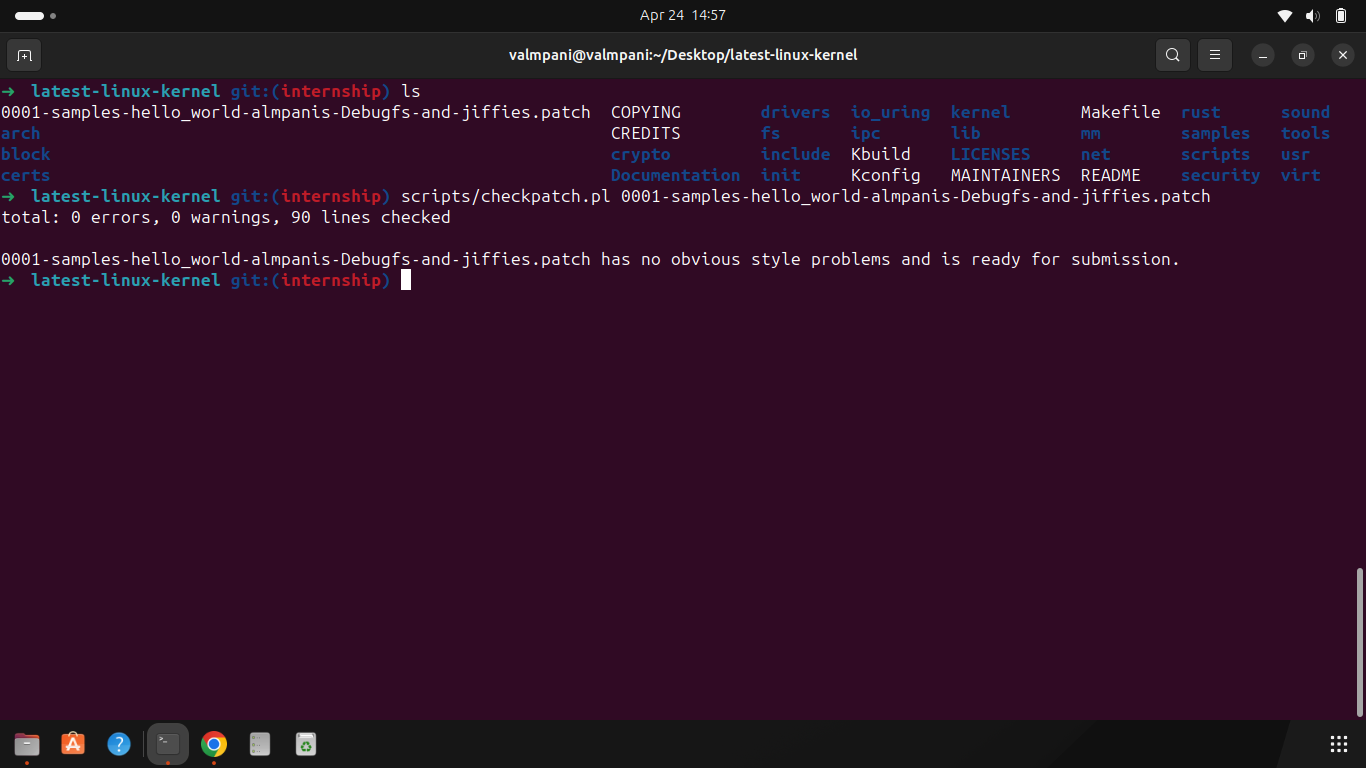 Apr 24 14:57
valmpani@valmpani:~/Desktop/latest-linux-kernel
➜ latest-linux-kernel git:(internship) ls
0001-samples-hello_world-almpanis-Debugfs-and-jiffies.patch COPYING drivers io_uring kernel Makefile rust sound
arch CREDITS fs ipc lib mm samples tools
block crypto include Kbuild LICENSES net scripts usr
certs Documentation init Kconfig MAINTAINERS README security virt
➜ latest-linux-kernel git:(internship) scripts/checkpatch.pl 0001-samples-hello_world-almpanis-Debugfs-and-jiffies.patch
total: 0 errors, 0 warnings, 90 lines checked
0001-samples-hello_world-almpanis-Debugfs-and-jiffies.patch has no obvious style problems and is ready for submission.
➜ latest-linux-kernel git:(internship)